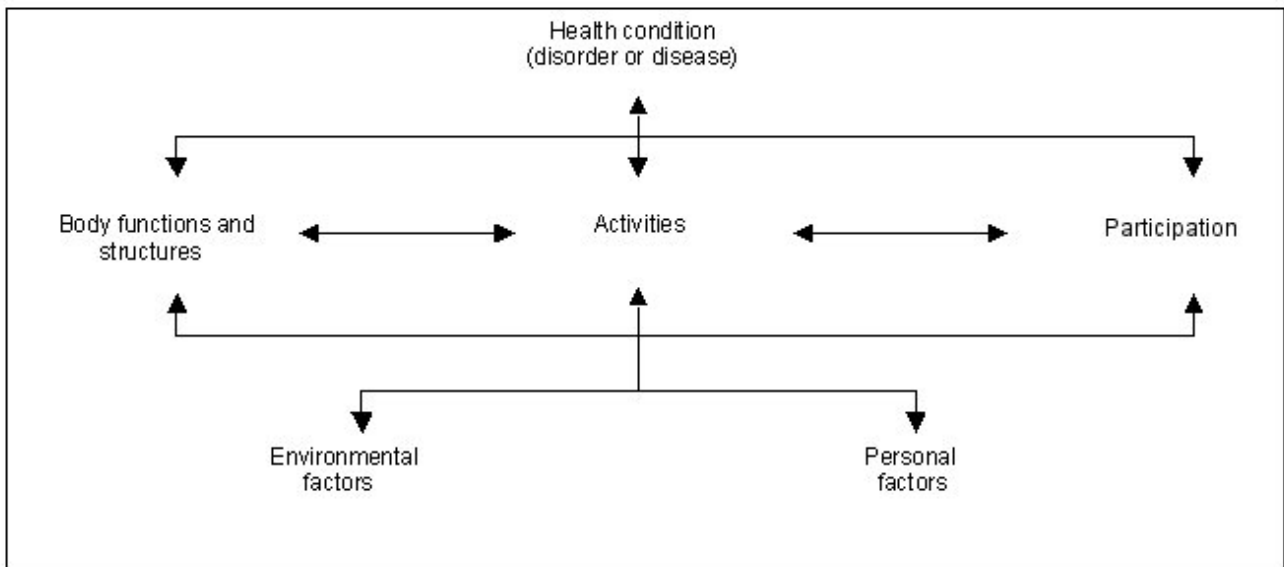 Health condition
(disorder or disease)
Body functions and
structures
Activities
Participation
Environmental
factors
Personal
factors